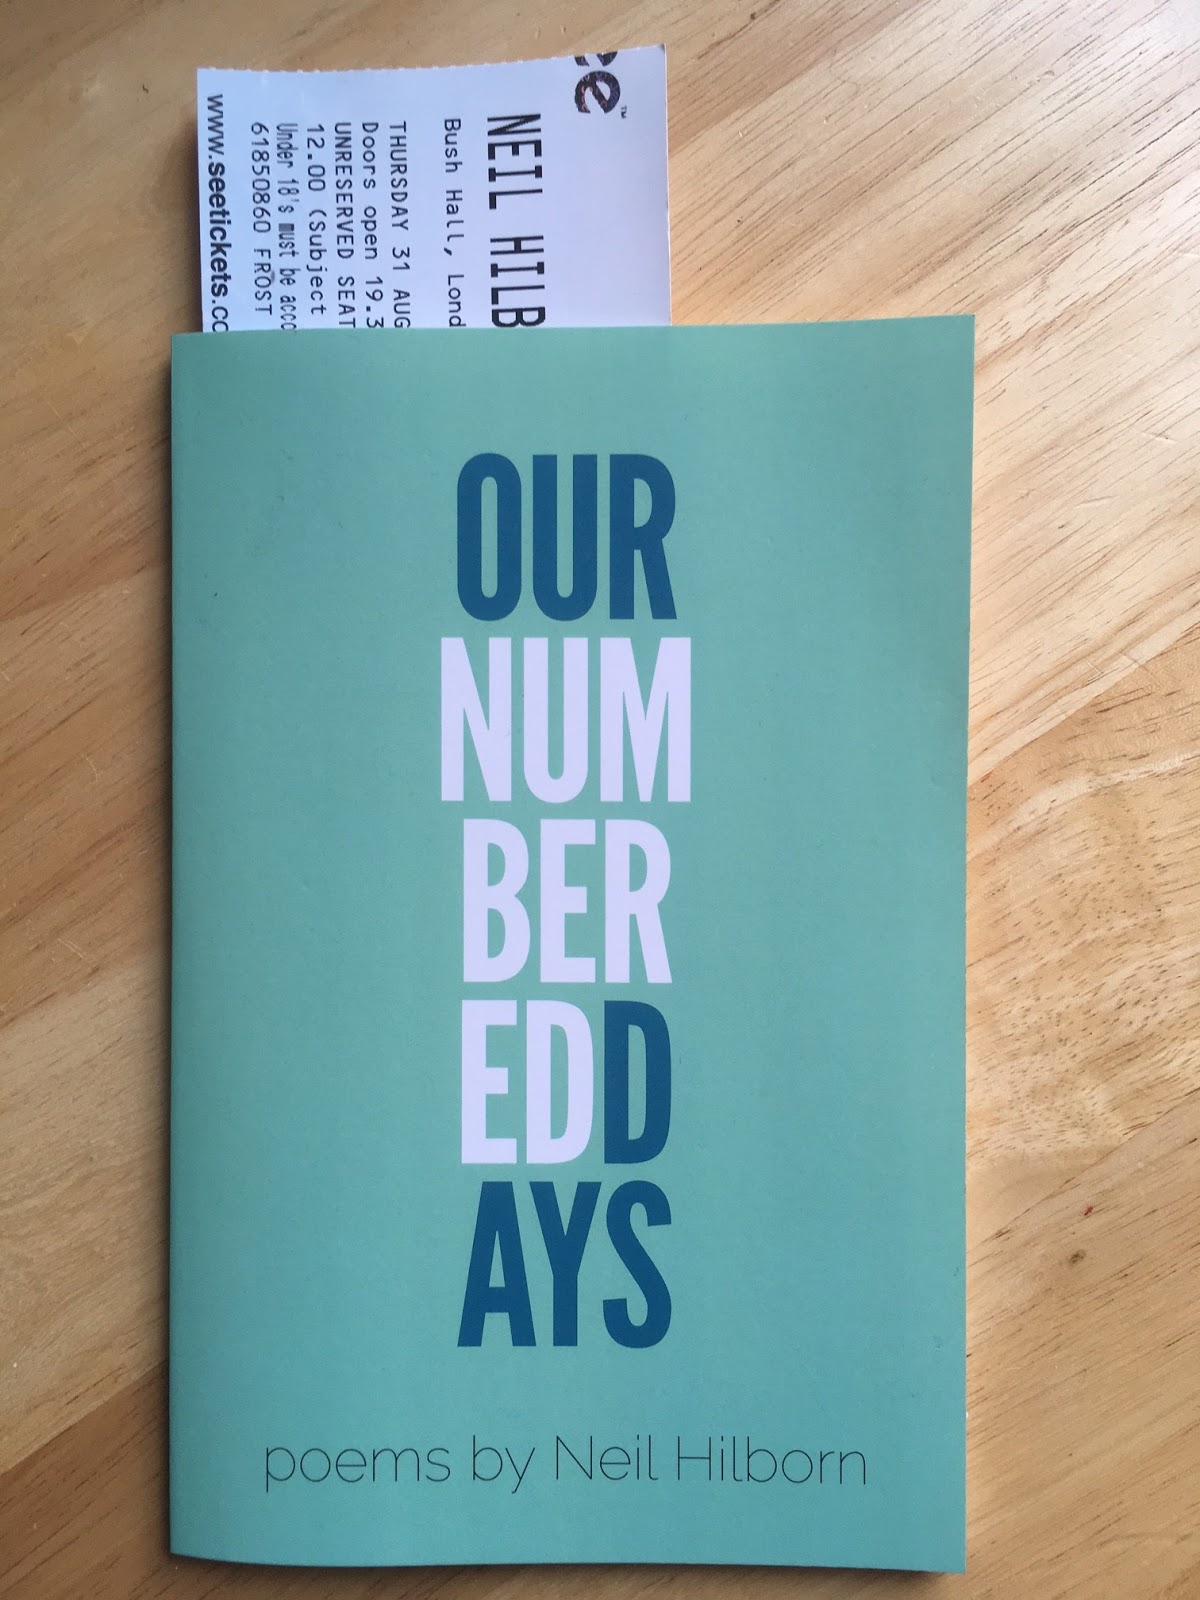 NEIL HILB
Bush Hall, Lond
THURSDAY 31 AUG
Doors open 19.3
UNRESERVED SEAT
12.00 (Subject
Under 18's must be acco
61850860 FROST
www.seetickets.co
OUR
NUM
BER
EDD
AYS
poems by Neil Hilborn